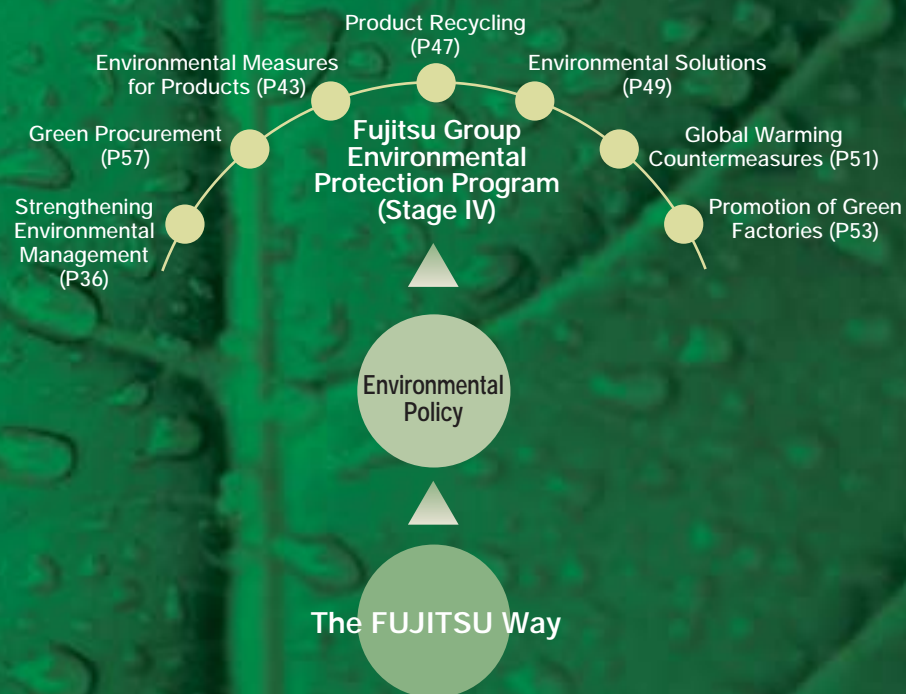 Product Recycling
(P47)
Environmental Measures
for Products (P43)
Environmental Solutions
(P49)
Green Procurement
(P57)
Fujitsu Group
Environmental
Protection Program
(Stage IV)
Global Warming
Countermeasures (P51)
Strengthening
Environmental
Management
(P36)
Promotion of Green
Factories (P53)
Environmental
Policy
The FUJITSU Way